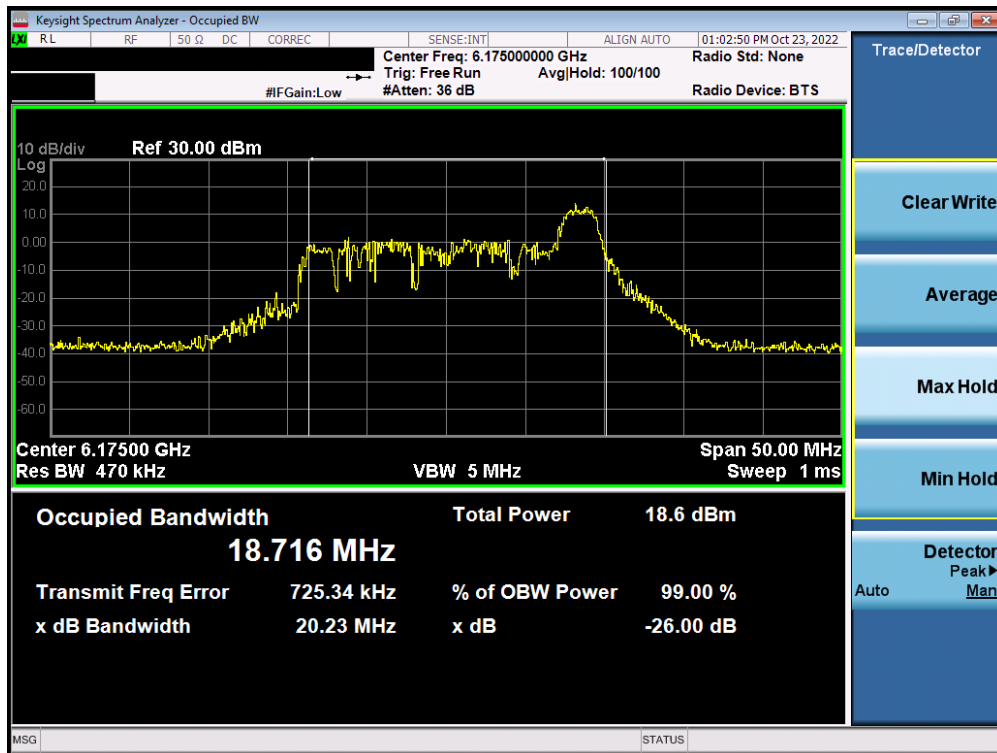 Keysight Spectrum Analyzer - Occupied BW
LXI RL RF 50 Ω DC CORREC SENSE:INT ALIGN AUTO 01:02:50 PM Oct 23, 2022
Center Freq: 6.175000000 GHz Radio Std: None
Trig: Free Run Avg|Hold: 100/100
#IFGain:Low #Atten: 36 dB Radio Device: BTS
Trace/Detector
10 dB/div Ref 30.00 dBm
Log
20.0
10.0
0.00
-10.0
-20.0
-30.0
-40.0
-50.0
-60.0
Center 6.17500 GHz Span 50.00 MHz
Res BW 470 kHz VBW 5 MHz Sweep 1 ms
Occupied Bandwidth Total Power 18.6 dBm
18.716 MHz
Transmit Freq Error 725.34 kHz % of OBW Power 99.00 %
x dB Bandwidth 20.23 MHz x dB -26.00 dB
Clear Write
Average
Max Hold
Min Hold
Detector
Peak▶
Auto Man
MSG STATUS